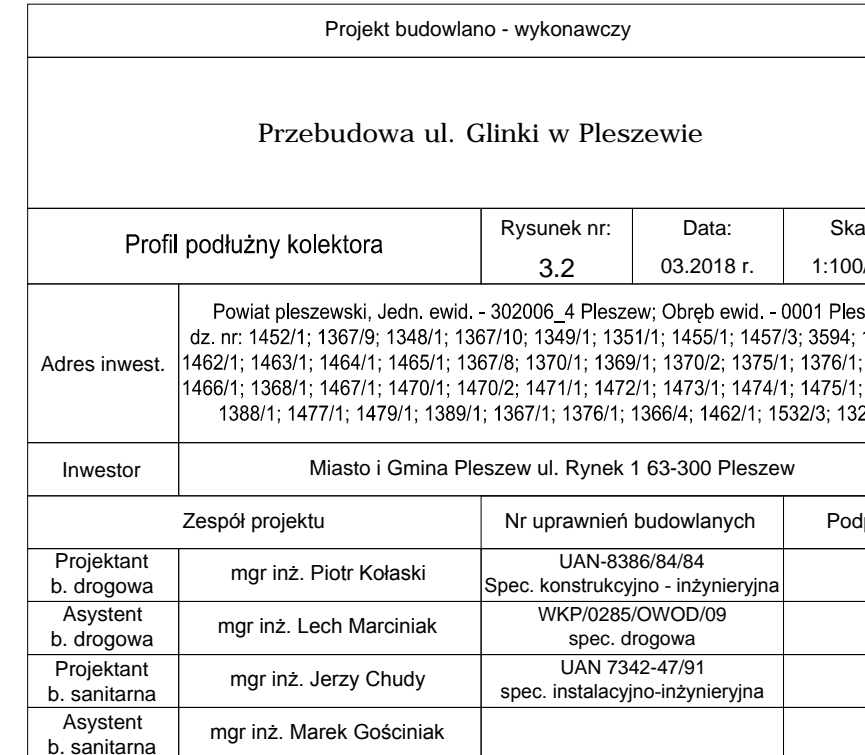 Projekt budowlano - wykonawczy
Przebudowa ul. Glinki w Pleszewie
Profil podłużny kolektora
Rysunek nr:
3.2
Data:
03.2018 r.
Ska
1:100/
Adres inwest.
Powiat pleszewski, Jedn. ewid. - 302006_4 Pleszew; Obręb ewid. - 0001 Ples
dz. nr: 1452/1; 1367/9; 1348/1; 1367/10; 1349/1; 1351/1; 1455/1; 1457/3; 3594;
1462/1; 1463/1; 1464/1; 1465/1; 1367/8; 1370/1; 1369/1; 1370/2; 1375/1; 1376/1;
1466/1; 1368/1; 1467/1; 1470/1; 1470/2; 1471/1; 1472/1; 1473/1; 1474/1; 1475/1;
1388/1; 1477/1; 1479/1; 1389/1; 1367/1; 1376/1; 1366/4; 1462/1; 1532/3; 132
Inwestor
Miasto i Gmina Pleszew ul. Rynek 1 63-300 Pleszew
Zespół projektu
Nr uprawnień budowlanych
Podp
Projektant
b. drogowa
mgr inż. Piotr Kołaski
UAN-8386/84/84
Spec. konstrukcyjno - inżynieryjna
Asystent
b. drogowa
mgr inż. Lech Marciniak
WKP/0285/OWOD/09
spec. drogowa
Projektant
b. sanitarna
mgr inż. Jerzy Chudy
UAN 7342-47/91
spec. instalacyjno-inżynieryjna
Asystent
b. sanitarna
mgr inż. Marek Gościniak